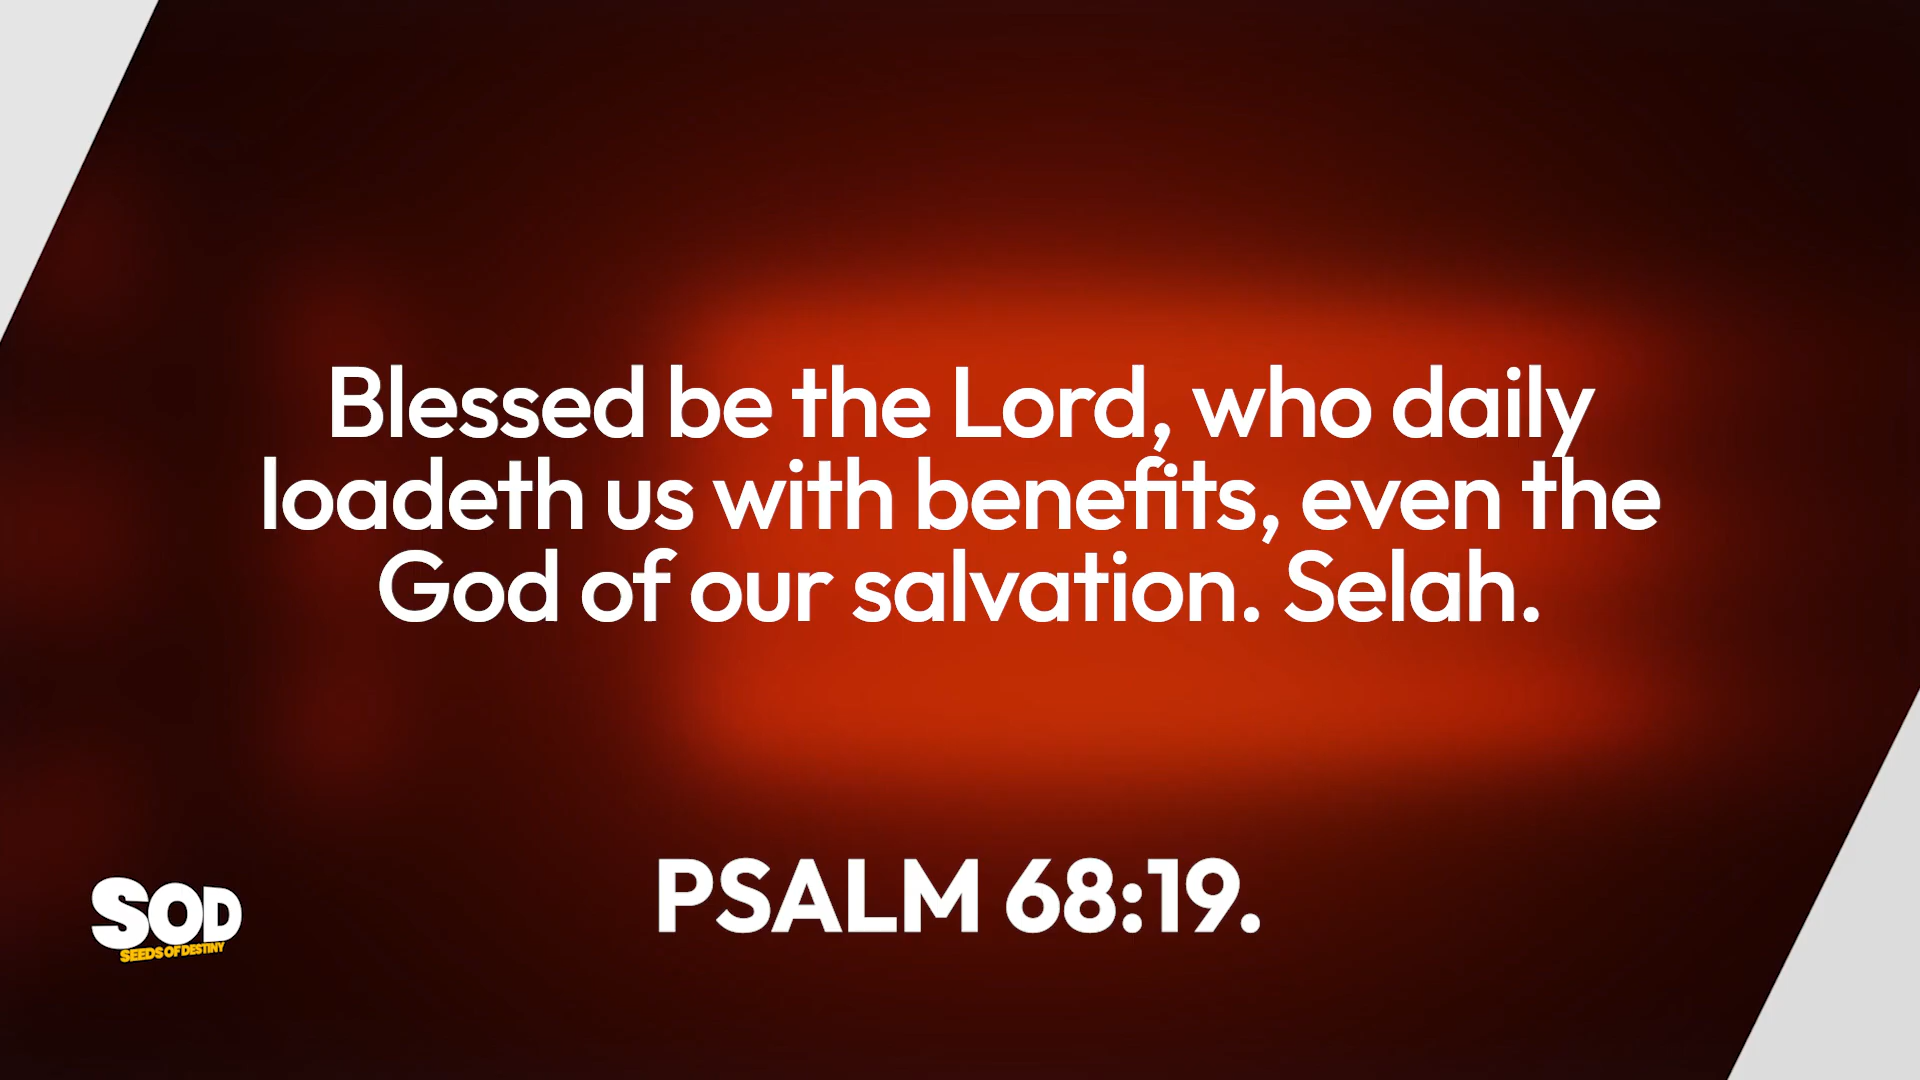 Blessed be the Lord, who daily
loadeth us with benefits, even the
God of our salvation. Selah.
PSALM 68:19.
SOD
SEEDS OF DESTINY